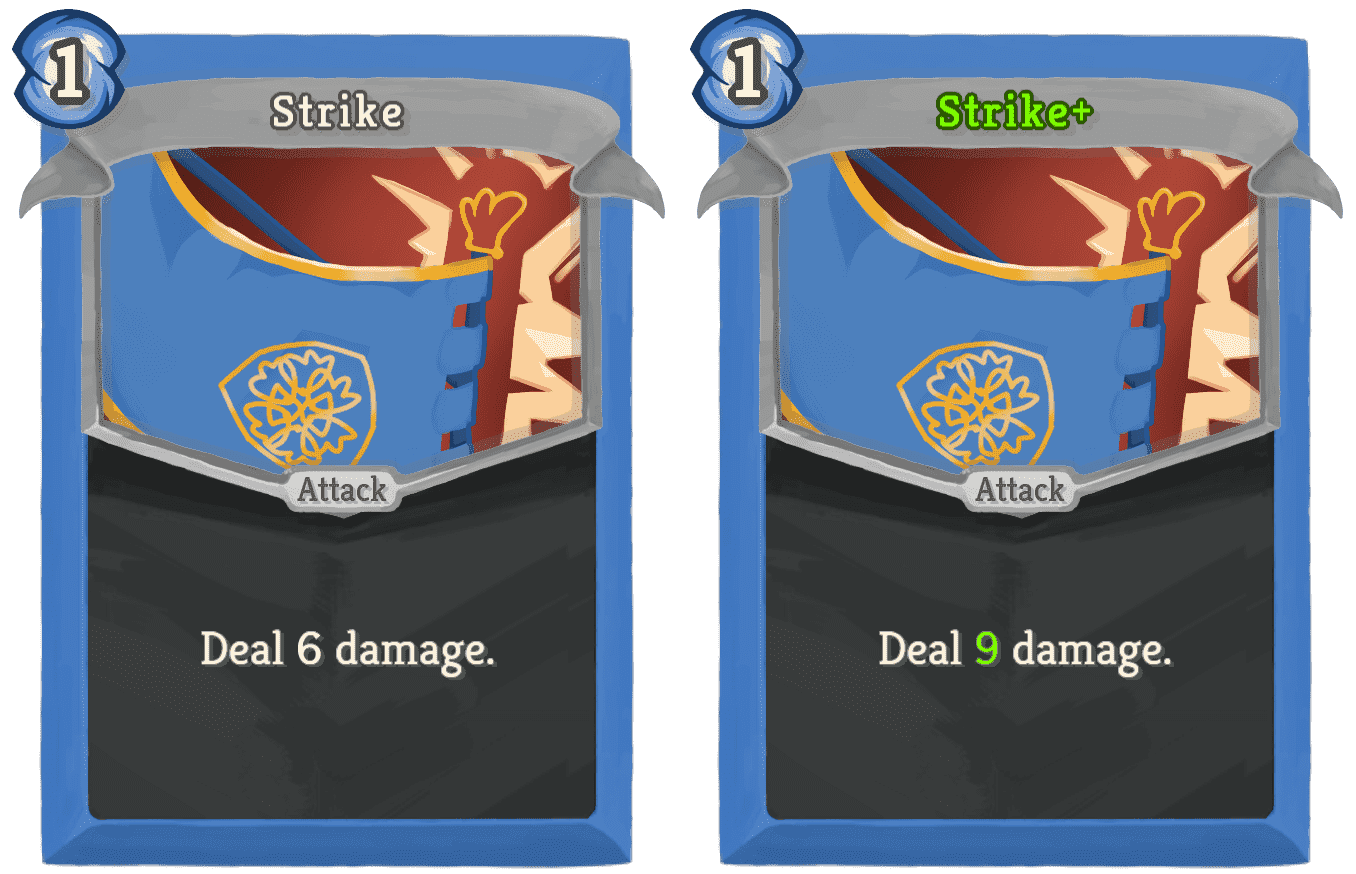 1
Strike
Attack
Deal 6 damage.
1
Strike+
Attack
Deal 9 damage.